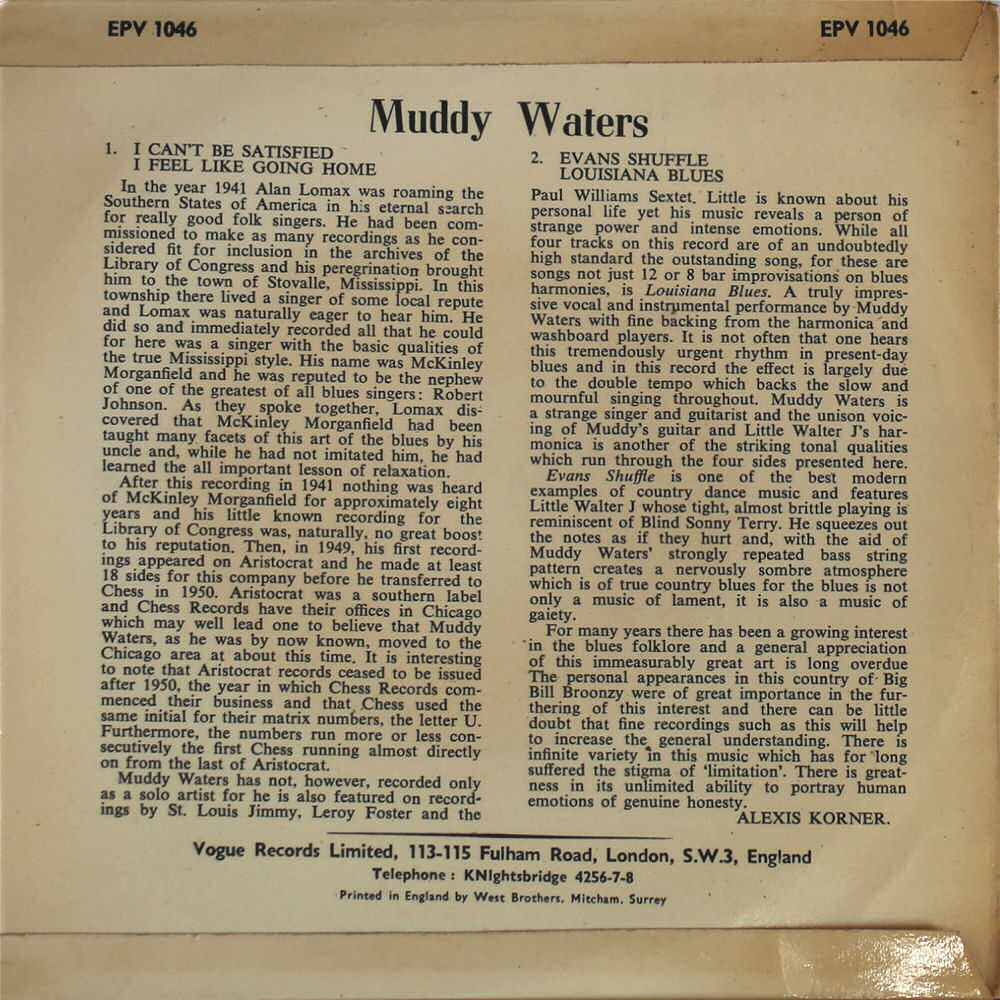 EPV 1046
EPV 1046
Muddy Waters
1. I CAN'T BE SATISFIED
I FEEL LIKE GOING HOME
In the year 1941 Alan Lomax was roaming the
Southern States of America in his eternal search
for really good folk singers. He had been com-
missioned to make as many recordings as he con-
sidered fit for inclusion in the archives of the
Library of Congress and his peregrination brought
him to the town of Stovalle, Mississippi. In this
township there lived a singer of some local repute
and Lomax was naturally eager to hear him. He
did so and immediately recorded all that he could
for here was a singer with the basic qualities of
the true Mississippi style. His name was McKinley
Morganfield and he was reputed to be the nephew
of one of the greatest of all blues singers: Robert
Johnson. As they spoke together, Lomax dis-
covered that McKinley Morganfield had been
taught many facets of this art of the blues by his
uncle and, while he had not imitated him, he had
learned the all important lesson of relaxation.
After this recording in 1941 nothing was heard
of McKinley Morganfield for approximately eight
years and his little known recording for the
Library of Congress was, naturally, no great boost
to his reputation. Then, in 1949, his first record-
ings appeared on Aristocrat and he made at least
18 sides for this company before he transferred to
Chess in 1950. Aristocrat was a southern label
and Chess Records have their offices in Chicago
which may well lead one to believe that Muddy
Waters, as he was by now known, moved to the
Chicago area at about this time. It is interesting
to note that Aristocrat records ceased to be issued
after 1950, the year in which Chess Records com-
menced their business and that Chess used the
same initial for their matrix numbers, the letter U.
Furthermore, the numbers run more or less con-
secutively the first Chess running almost directly
on from the last of Aristocrat.
Muddy Waters has not, however, recorded only
as a solo artist for he is also featured on record-
ings by St. Louis Jimmy, Leroy Foster and the
2. EVANS SHUFFLE
LOUISIANA BLUES
Paul Williams Sextet. Little is known about his
personal life yet his music reveals a person of
strange power and intense emotions. While all
four tracks on this record are of an undoubtedly
high standard the outstanding song, for these are
songs not just 12 or 8 bar improvisations on blues
harmonies, is Louisiana Blues. A truly impres-
sive vocal and instrumental performance by Muddy
Waters with fine backing from the harmonica and
washboard players. It is not often that one hears
this tremendously urgent rhythm in present-day
blues and in this record the effect is largely due
to the double tempo which backs the slow and
mournful singing throughout. Muddy Waters is
a strange singer and guitarist and the unison voic-
ing of Muddy's guitar and Little Walter J's har-
monica is another of the striking tonal qualities
which run through the four sides presented here.
Evans Shuffle is one of the best modern
examples of country dance music and features
Little Walter J whose tight, almost brittle playing is
reminiscent of Blind Sonny Terry. He squeezes out
the notes as if they hurt and, with the aid of
Muddy Waters' strongly repeated bass string
pattern creates a nervously sombre atmosphere
which is of true country blues for the blues is not
only a music of lament, it is also a music of
gaiety.
For many years there has been a growing interest
in the blues folklore and a general appreciation
of this immeasurably great art is long overdue
The personal appearances in this country of Big
Bill Broonzy were of great importance in the fur-
thering of this interest and there can be little
doubt that fine recordings such as this will help
to increase the general understanding. There is
infinite variety in this music which has for long
suffered the stigma of 'limitation'. There is great-
ness in its unlimited ability to portray human
emotions of genuine honesty.
ALEXIS KORNER.
Vogue Records Limited, 113-115 Fulham Road, London, S.W.3, England
Telephone : KNIghtsbridge 4256-7-8
Printed in England by West Brothers, Mitcham, Surrey